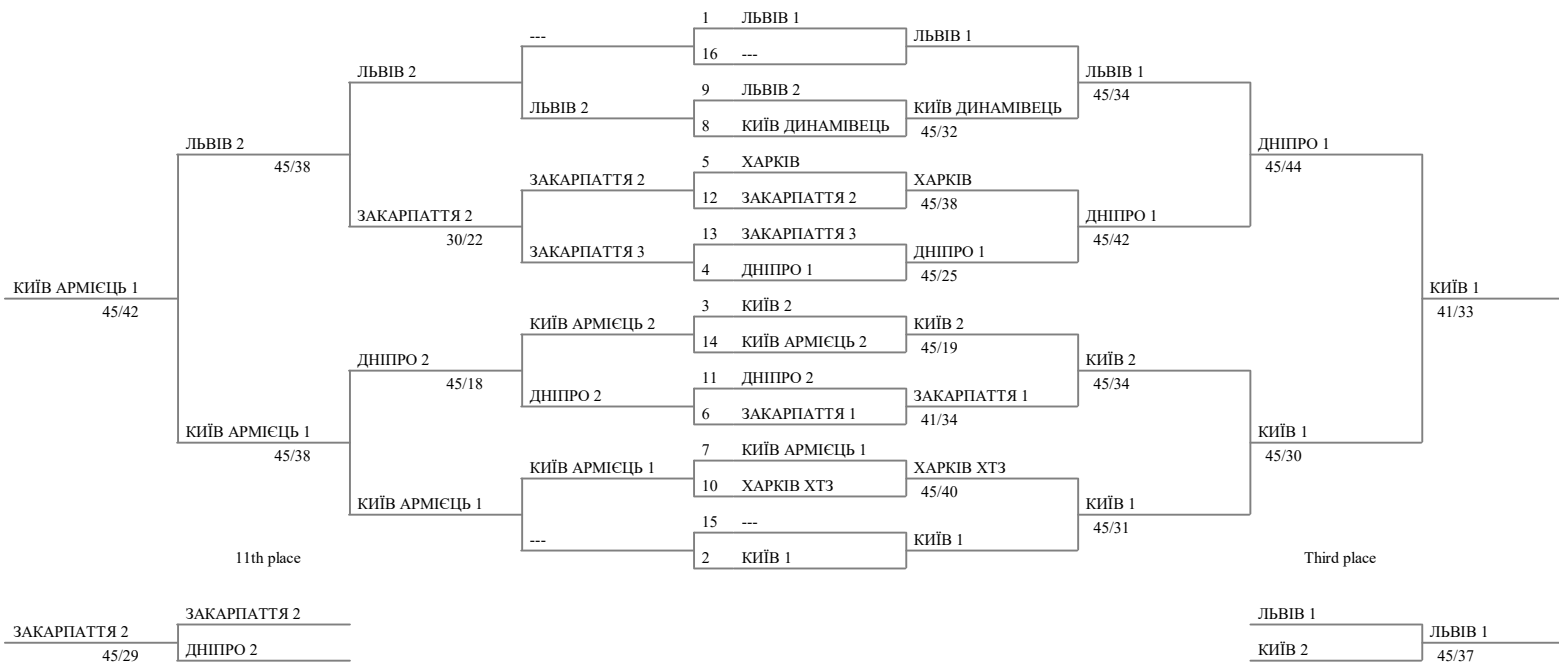 1 ЛЬВІВ 1
--- ЛЬВІВ 1
16 ---
ЛЬВІВ 2 ЛЬВІВ 1
9 ЛЬВІВ 2 45/34
ЛЬВІВ 2 КИЇВ ДИНАМІВЕЦЬ
8 КИЇВ ДИНАМІВЕЦЬ 45/32
ЛЬВІВ 2 ДНІПРО 1
45/38 5 ХАРКІВ 45/44
ЗАКАРПАТТЯ 2 ХАРКІВ
12 ЗАКАРПАТТЯ 2 45/38
ЗАКАРПАТТЯ 2 ДНІПРО 1
30/22 13 ЗАКАРПАТТЯ 3 45/42
ЗАКАРПАТТЯ 3 ДНІПРО 1
4 ДНІПРО 1 45/25
КИЇВ АРМІЄЦЬ 1 КИЇВ 1
45/42 3 КИЇВ 2 41/33
КИЇВ АРМІЄЦЬ 2 КИЇВ 2
14 КИЇВ АРМІЄЦЬ 2 45/19
ДНІПРО 2 КИЇВ 2
45/18 11 ДНІПРО 2 45/34
ДНІПРО 2 ЗАКАРПАТТЯ 1
6 ЗАКАРПАТТЯ 1 41/34
КИЇВ АРМІЄЦЬ 1 КИЇВ 1
45/38 7 КИЇВ АРМІЄЦЬ 1 45/30
КИЇВ АРМІЄЦЬ 1 ХАРКІВ ХТЗ
10 ХАРКІВ ХТЗ 45/40
КИЇВ АРМІЄЦЬ 1 КИЇВ 1
15 --- 45/31
--- КИЇВ 1
11th place 2 КИЇВ 1 Third place
ЗАКАРПАТТЯ 2 ЛЬВІВ 1
ЗАКАРПАТТЯ 2 ЛЬВІВ 1
45/29 ДНІПРО 2 КИЇВ 2 45/37